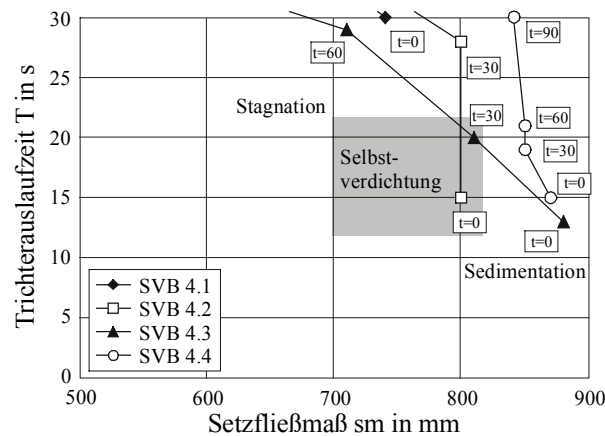 Trichterauslaufzeit T in s
30
25
20
15
10
5
0
t=60
t=0
t=30
t=90
Stagnation
t=30
t=60
Selbst-
verdichtung
t=30
t=0
t=0
t=0
Sedimentation
SVB 4.1
SVB 4.2
SVB 4.3
SVB 4.4
500 600 700 800 900
Setzfließmaß sm in mm